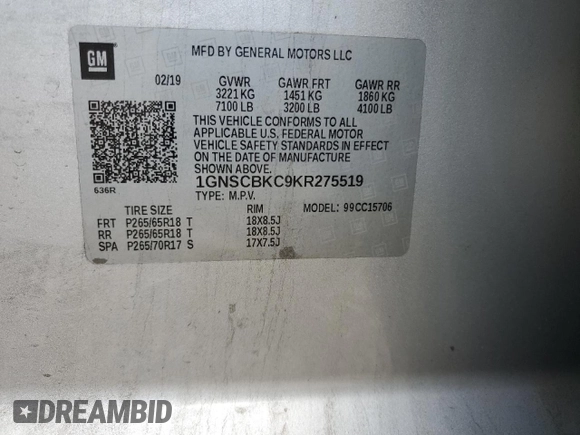 GM
MFD BY GENERAL MOTORS LLC
02/19 GVWR GAWR FRT GAWR RR
3221 KG 1451 KG 1860 KG
7100 LB 3200 LB 4100 LB
THIS VEHICLE CONFORMS TO ALL
APPLICABLE U.S. FEDERAL MOTOR
VEHICLE SAFETY STANDARDS IN EFFECT
ON THE DATE OF MANUFACTURE
SHOWN ABOVE.
636R
1GNSCBKC9KR275519
TYPE: M.P.V.
TIRE SIZE RIM MODEL: 99CC15706
FRT P265/65R18 T 18X8.5J
RR P265/65R18 T 18X8.5J
SPA P265/70R17 S 17X7.5J
DREAMBID